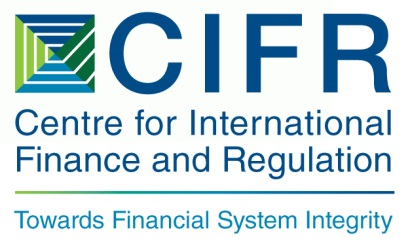 CIFR
Centre for International
Finance and Regulation
Towards Financial System Integrity